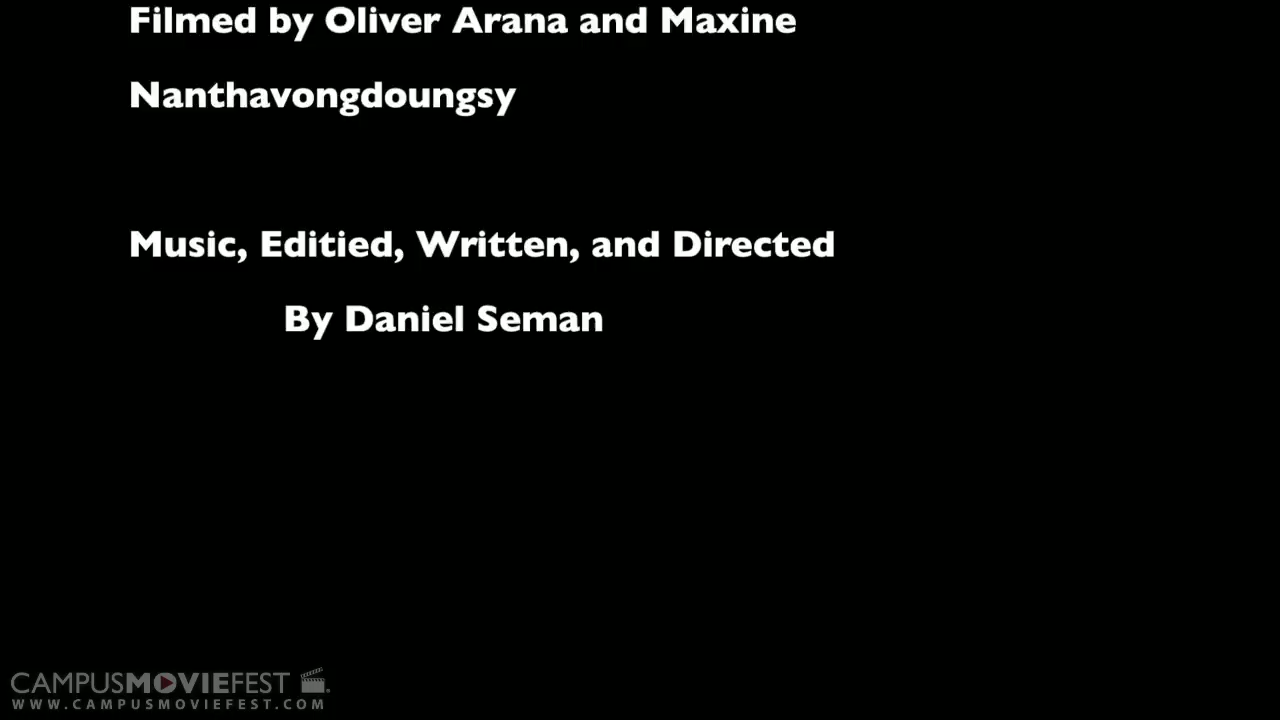 Filmed by Oliver Arana and Maxine
Nanthavongdoungsy
Music, Editied, Written, and Directed
By Daniel Seman
CAMPUSMOVIEFEST
WWW.CAMPUSMOVIEFEST.COM